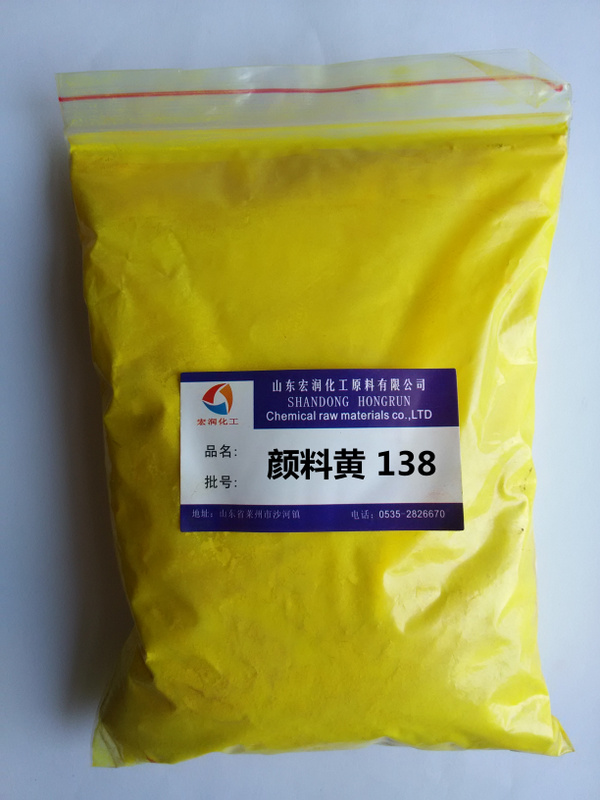 山东宏润化工原料有限公司
SHANDONG HONGRUN
Chemical raw materials co.,LTD
宏润化工
品名:
颜料黄 138
批号:
地址: 山东省莱州市沙河镇
电话: 0535-2826670